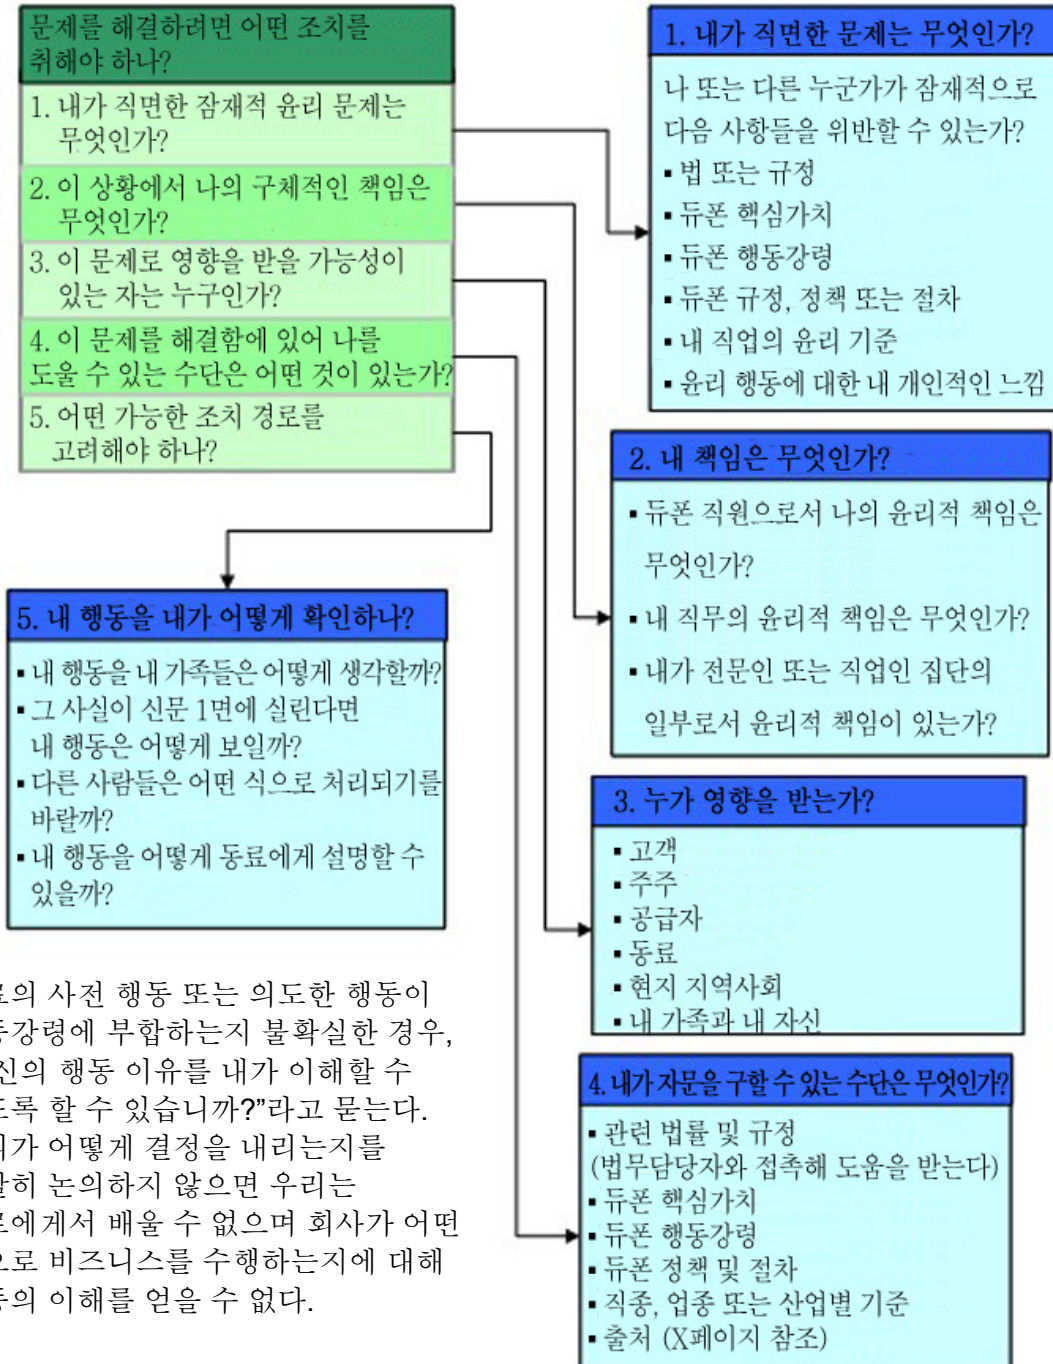 문제를 해결하려면 어떤 조치를
취해야 하나?
1. 내가 직면한 잠재적 윤리 문제는
무엇인가?
2. 이 상황에서 나의 구체적인 책임은
무엇인가?
3. 이 문제로 영향을 받을 가능성이
있는 자는 누구인가?
4. 이 문제를 해결함에 있어 나를
도울 수 있는 수단은 어떤 것이 있는가?
5. 어떤 가능한 조치 경로를
고려해야 하나?
1. 내가 직면한 문제는 무엇인가?
나 또는 다른 누군가가 잠재적으로
다음 사항들을 위반할 수 있는가?
▪ 법 또는 규정
▪ 듀폰 핵심가치
▪ 듀폰 행동강령
▪ 듀폰 규정, 정책 또는 절차
▪ 내 직업의 윤리 기준
▪ 윤리 행동에 대한 내 개인적인 느낌
2. 내 책임은 무엇인가?
▪ 듀폰 직원으로서 나의 윤리적 책임은
무엇인가?
▪ 내 직무의 윤리적 책임은 무엇인가?
▪ 내가 전문인 또는 직업인 집단의
일부로서 윤리적 책임이 있는가?
3. 누가 영향을 받는가?
▪ 고객
▪ 주주
▪ 공급자
▪ 동료
▪ 현지 지역사회
▪ 내 가족과 내 자신
4. 내가 자문을 구할 수 있는 수단은 무엇인가?
▪ 관련 법률 및 규정
(법무담당자와 접촉해 도움을 받는다)
▪ 듀폰 핵심가치
▪ 듀폰 행동강령
▪ 듀폰 정책 및 절차
▪ 직종, 업종 또는 산업별 기준
▪ 출처 (X페이지 참조)
5. 내 행동을 내가 어떻게 확인하나?
▪ 내 행동을 내 가족들은 어떻게 생각할까?
▪ 그 사실이 신문 1면에 실린다면
내 행동은 어떻게 보일까?
▪ 다른 사람들은 어떤 식으로 처리되기를
바랄까?
▪ 내 행동을 어떻게 동료에게 설명할 수
있을까?
사전 행동 또는 의도한 행동이
부합하는지 불확실한 경우,
행동 이유를 내가 이해할 수
할 수 있습니까?”라고 묻는다.
어떻게 결정을 내리는지를
논의하지 않으면 우리는
배울 수 없으며 회사가 어떤
비즈니스를 수행하는지에 대해
이해를 얻을 수 없다.